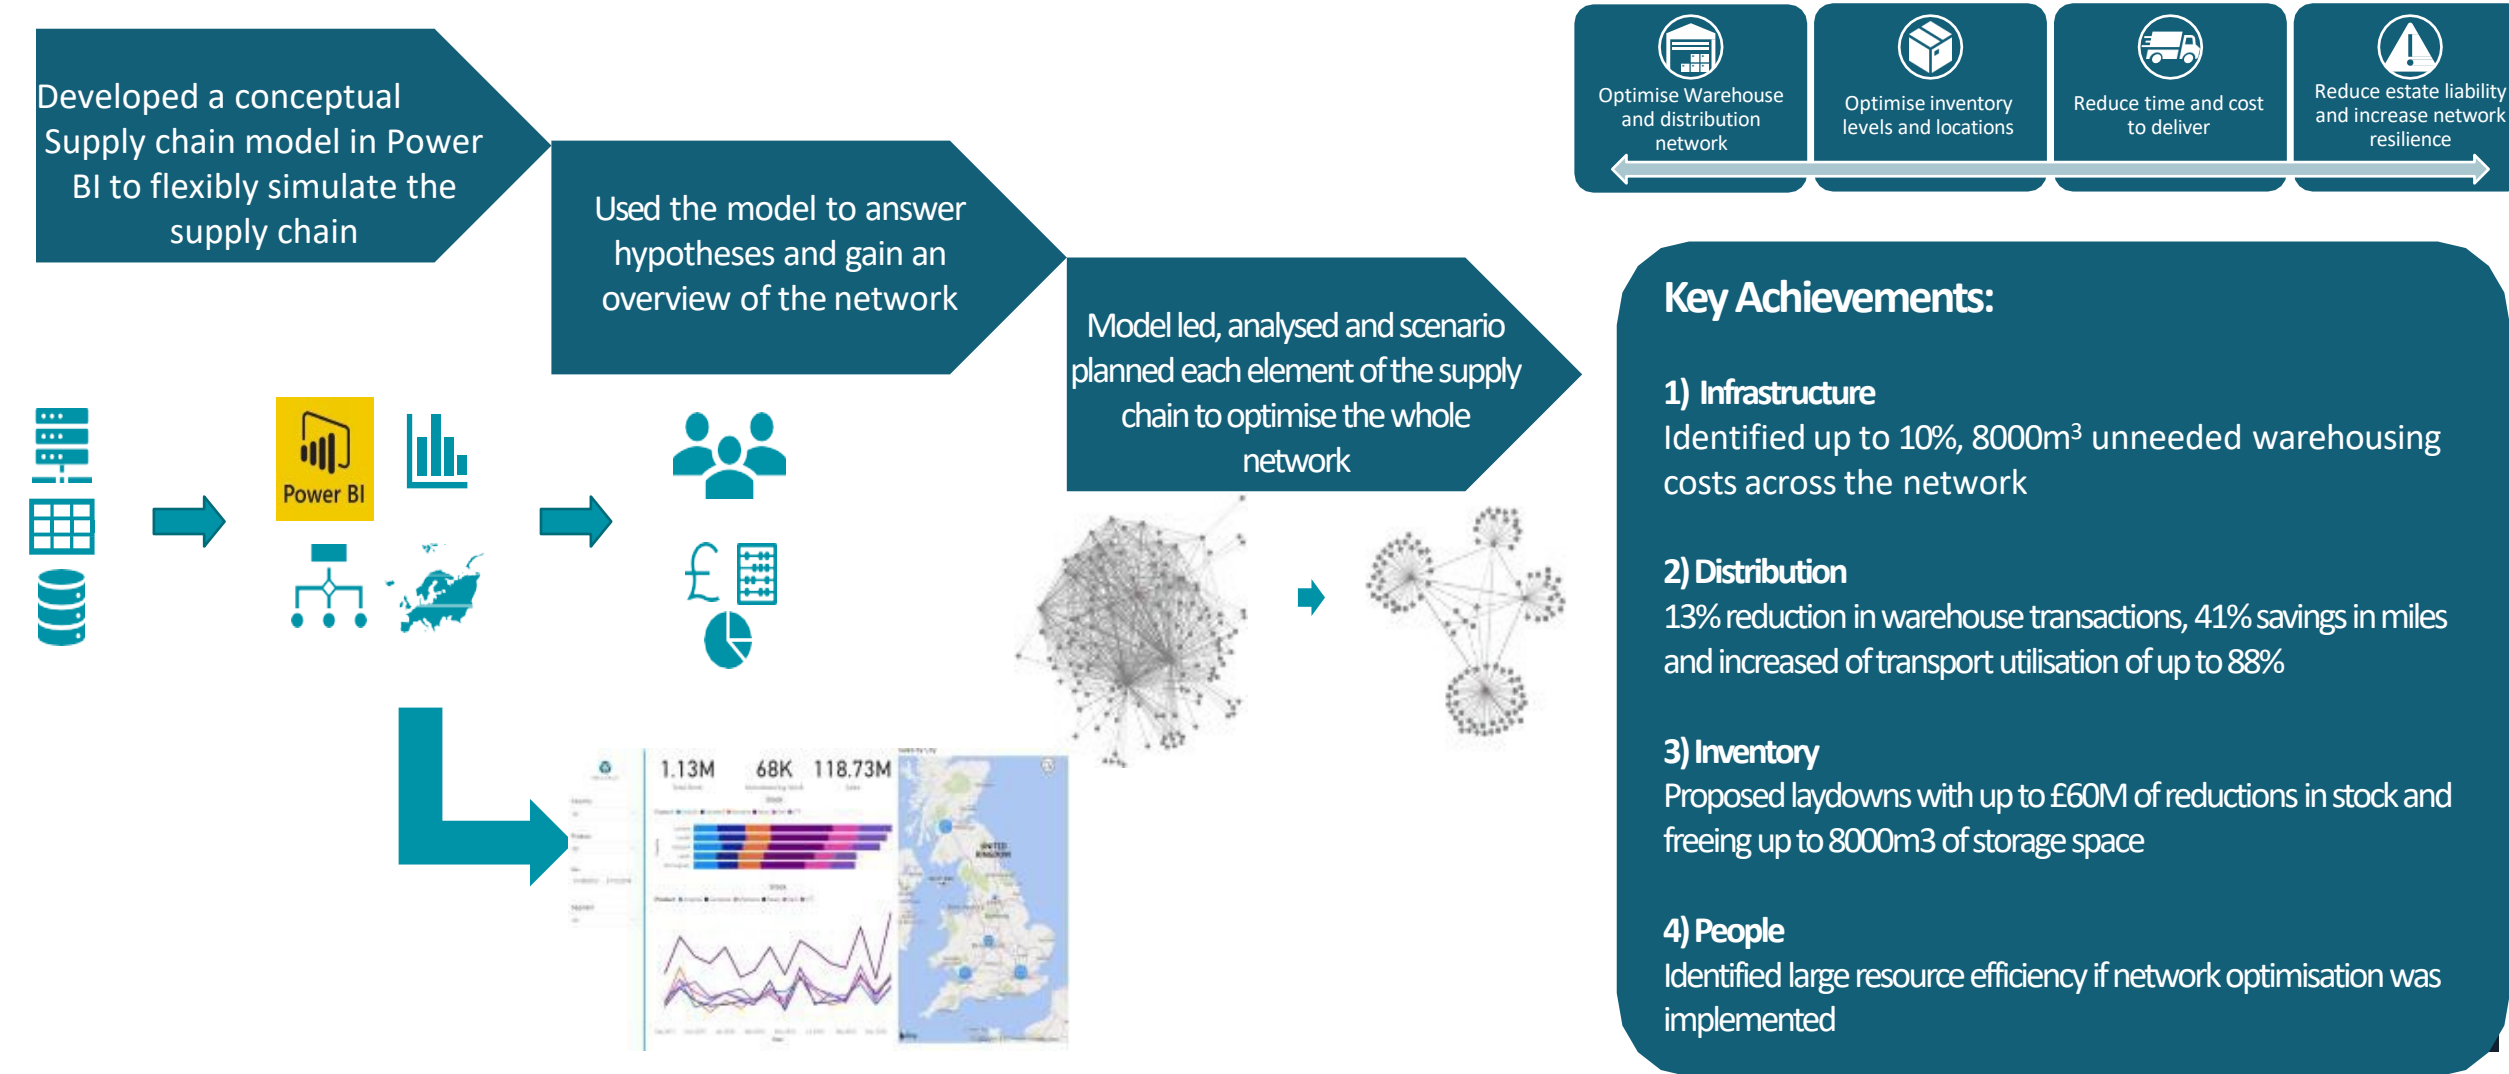 Developed a conceptual
Supply chain model in Power
BI to flexibly simulate the
supply chain
Used the model to answer
hypotheses and gain an
overview of the network
Model led, analysed and scenario
planned each element of the supply
chain to optimise the whole
network
Optimise Warehouse
and distribution
network
Optimise inventory
levels and locations
Reduce time and cost
to deliver
Reduce estate liability
and increase network
resilience
Power BI
£
1.13M
68K
118.73M
Stock
Stock
Product
UNITED
KINGDOM
Key Achievements:
1) Infrastructure
Identified up to 10%, 8000m³ unneeded warehousing
costs across the network
2) Distribution
13% reduction in warehouse transactions, 41% savings in miles
and increased of transport utilisation of up to 88%
3) Inventory
Proposed laydowns with up to £60M of reductions in stock and
freeing up to 8000m3 of storage space
4) People
Identified large resource efficiency if network optimisation was
implemented